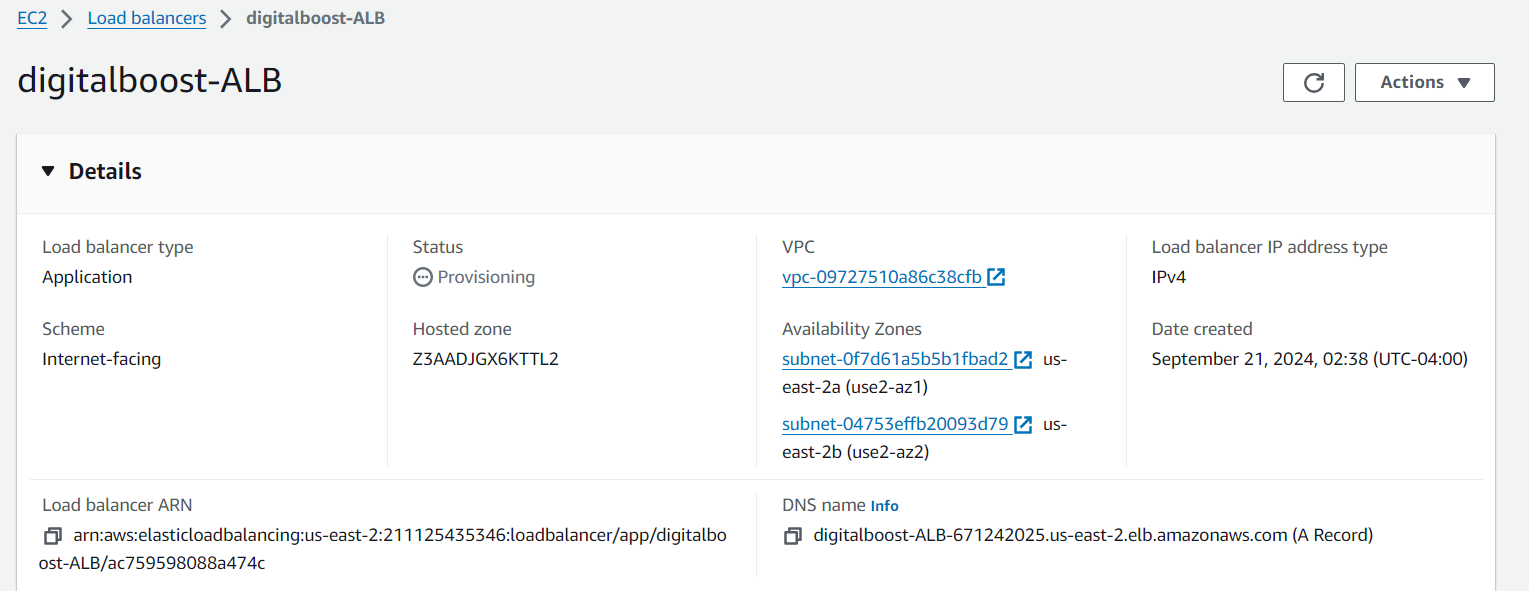 EC2 > Load balancers > digitalboost-ALB
digitalboost-ALB
Actions
Details
Load balancer type
Application
Status
Provisioning
VPC
vpc-09727510a86c38cfb
Load balancer IP address type
IPv4
Scheme
Internet-facing
Hosted zone
Z3AADJGX6KTTL2
Availability Zones
subnet-0f7d61a5b5b1fbad2 us-
east-2a (use2-az1)
subnet-04753effb20093d79 us-
east-2b (use2-az2)
Date created
September 21, 2024, 02:38 (UTC-04:00)
Load balancer ARN
arn:aws:elasticloadbalancing:us-east-2:211125435346:loadbalancer/app/digitalbo
ost-ALB/ac759598088a474c
DNS name Info
digitalboost-ALB-671242025.us-east-2.elb.amazonaws.com (A Record)